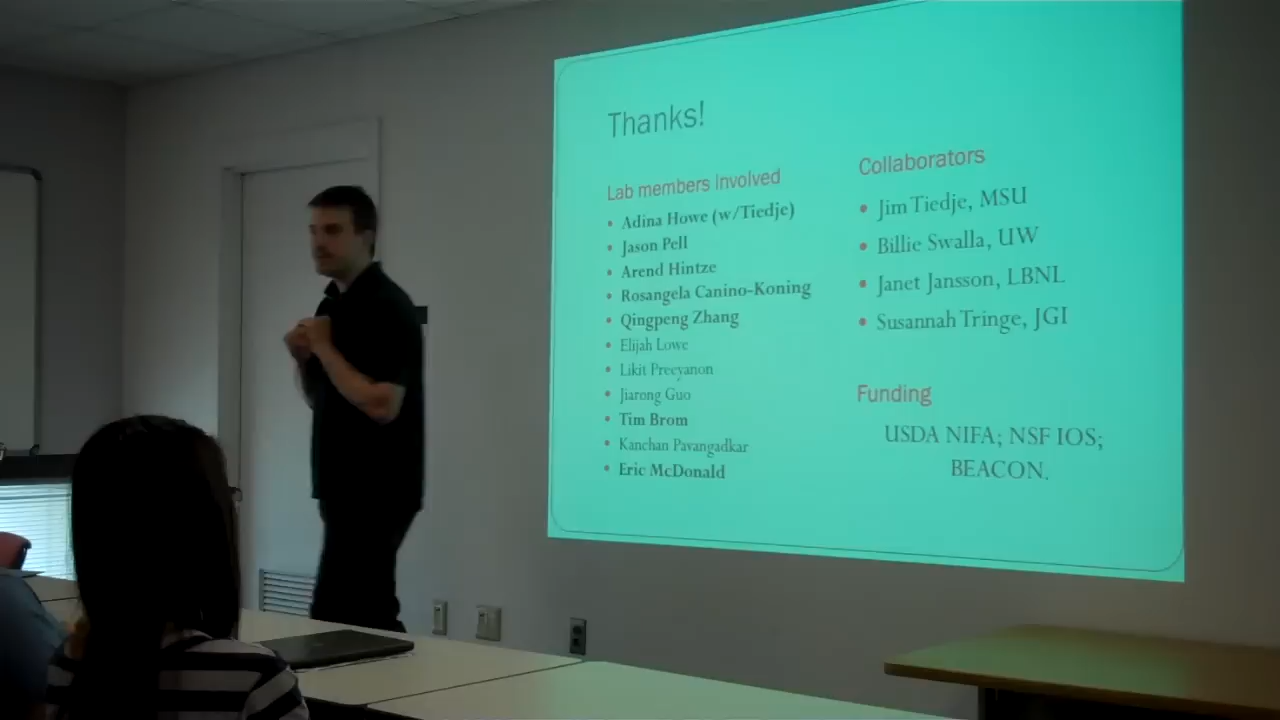 Thanks!
Lab members involved
• Adina Howe (w/Tiedje)
• Jason Pell
• Arend Hintze
• Rosangela Canino-Koning
• Qingpeng Zhang
• Elijah Lowe
• Likit Preeyanon
• Jiarong Guo
• Tim Brom
• Kanchan Pavangadkar
• Eric McDonald
Collaborators
• Jim Tiedje, MSU
• Billie Swalla, UW
• Janet Jansson, LBNL
• Susannah Tringe, JGI
Funding
USDA NIFA; NSF IOS;
BEACON.